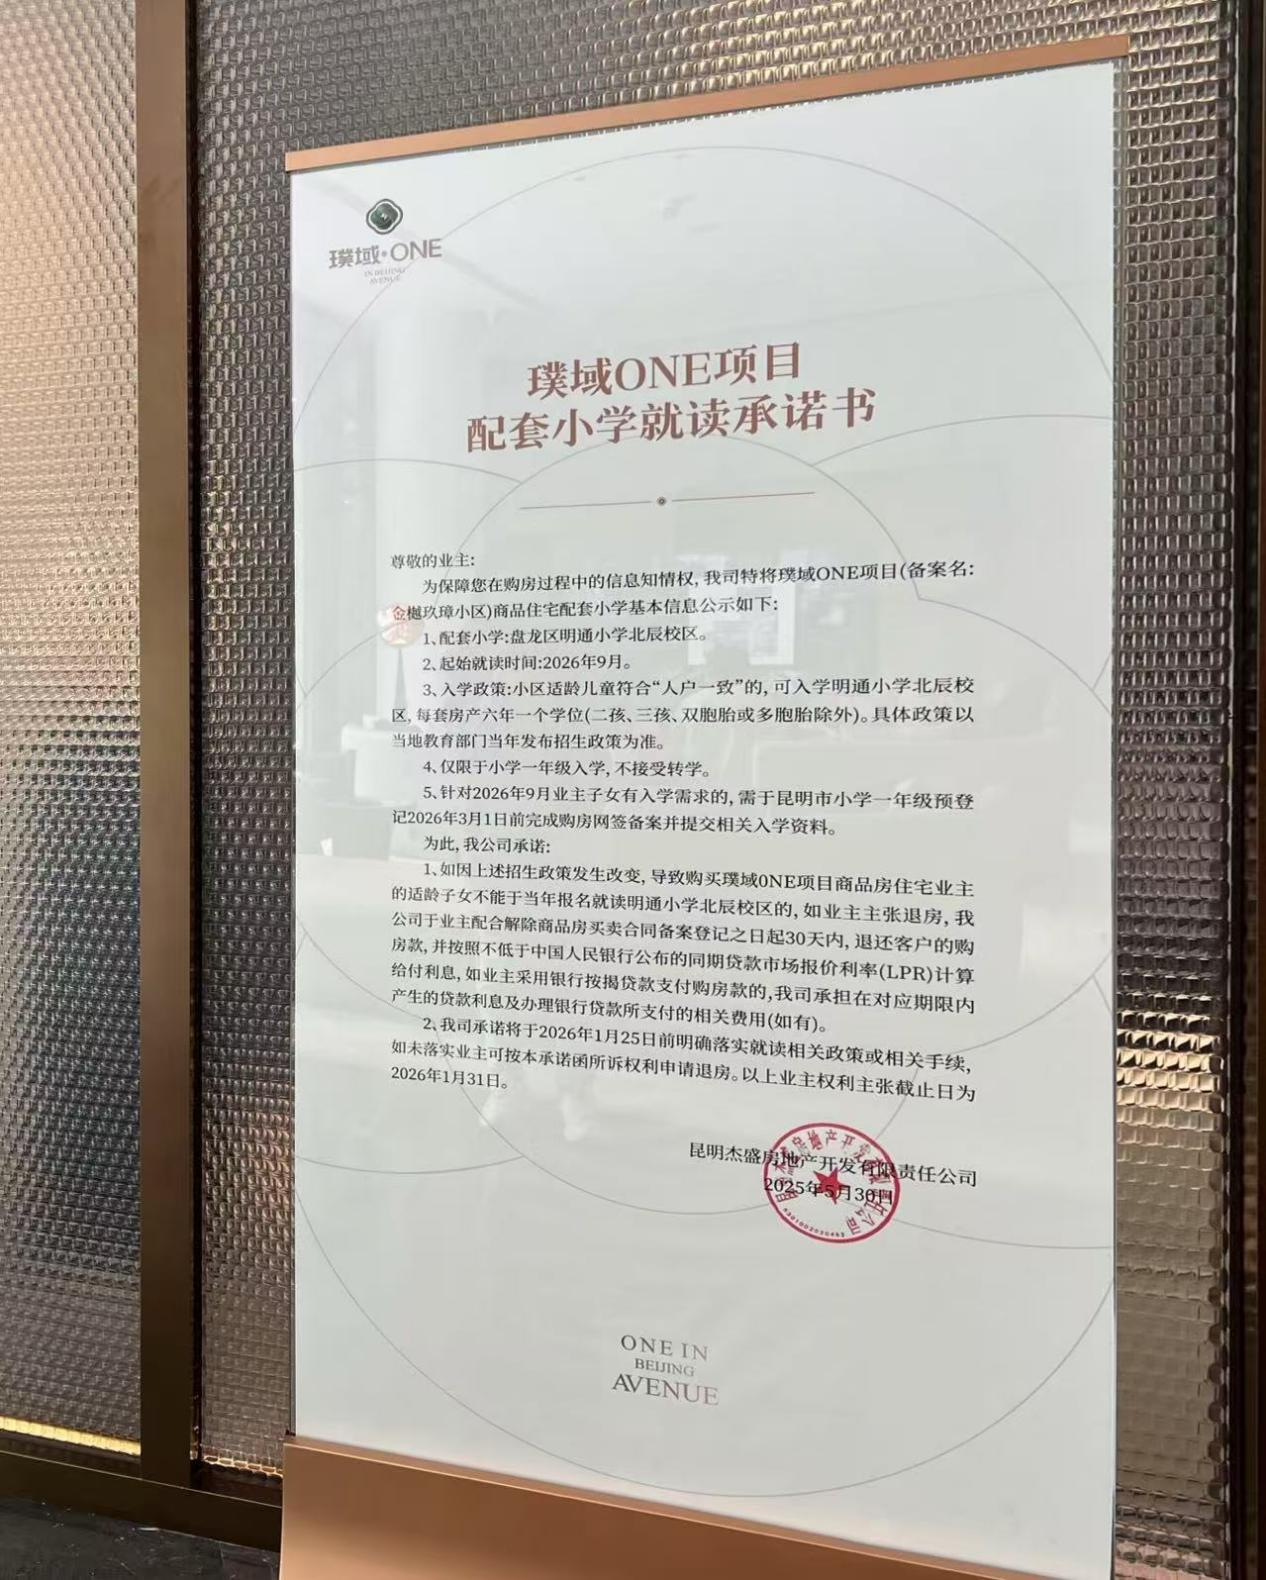 璞域·ONE
IN BEIJING
AVENUE
璞域ONE项目
配套小学就读承诺书
尊敬的业主:
为保障您在购房过程中的信息知情权,我司特将璞域ONE项目(备案名:
金樾玖璋小区)商品住宅配套小学基本信息公示如下:
1、配套小学:盘龙区明通小学北辰校区。
2、起始就读时间:2026年9月。
3、入学政策:小区适龄儿童符合“人户一致”的,可入学明通小学北辰校
区,每套房产六年一个学位(二孩、三孩、双胞胎或多胞胎除外)。具体政策以
当地教育部门当年发布招生政策为准。
4、仅限于小学一年级入学,不接受转学。
5、针对2026年9月业主子女有入学需求的,需于昆明市小学一年级预登
记2026年3月1日前完成购房网签备案并提交相关入学资料。
为此,我公司承诺:
1、如因上述招生政策发生改变,导致购买璞域0NE项目商品房住宅业主
的适龄子女不能于当年报名就读明通小学北辰校区的,如业主主张退房,我
公司于业主配合解除商品房买卖合同备案登记之日起30天内,退还客户的购
房款,并按照不低于中国人民银行公布的同期贷款市场报价利率(LPR)计算
给付利息,如业主采用银行按揭贷款支付购房款的,我司承担在对应期限内
产生的贷款利息及办理银行贷款所支付的相关费用(如有)。
2、我司承诺将于2026年1月25日前明确落实就读相关政策或相关手续,
如未落实业主可按本承诺函所诉权利申请退房。以上业主权利主张截止日为
2026年1月31日。
昆明杰盛房地产开发有限责任公司
2025年5月30日
ONE IN
BEIJING
AVENUE